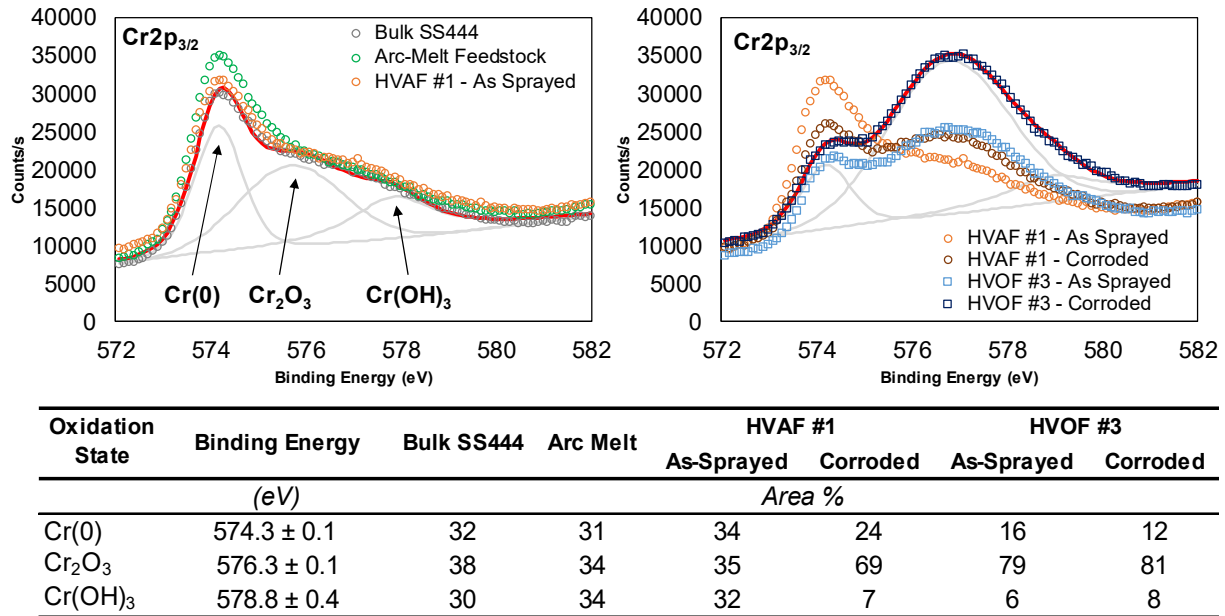 Cr2p3/2
Bulk SS444
Arc-Melt Feedstock
HVAF #1 - As Sprayed
Counts/s
40000
35000
30000
25000
20000
15000
10000
5000
0
Cr(0)
Cr2O3
Cr(OH)3
572 574 576 578 580 582
Binding Energy (eV)
Cr2p3/2
Counts/s
40000
35000
30000
25000
20000
15000
10000
5000
0
HVAF #1 - As Sprayed
HVAF #1 - Corroded
HVOF #3 - As Sprayed
HVOF #3 - Corroded
572 574 576 578 580 582
Binding Energy (eV)
Oxidation State Binding Energy Bulk SS444 Arc Melt HVAF #1 HVOF #3
As-Sprayed Corroded As-Sprayed Corroded
(eV) Area %
Cr(0) 574.3 ± 0.1 32 31 34 24 16 12
Cr2O3 576.3 ± 0.1 38 34 35 69 79 81
Cr(OH)3 578.8 ± 0.4 30 34 32 7 6 8